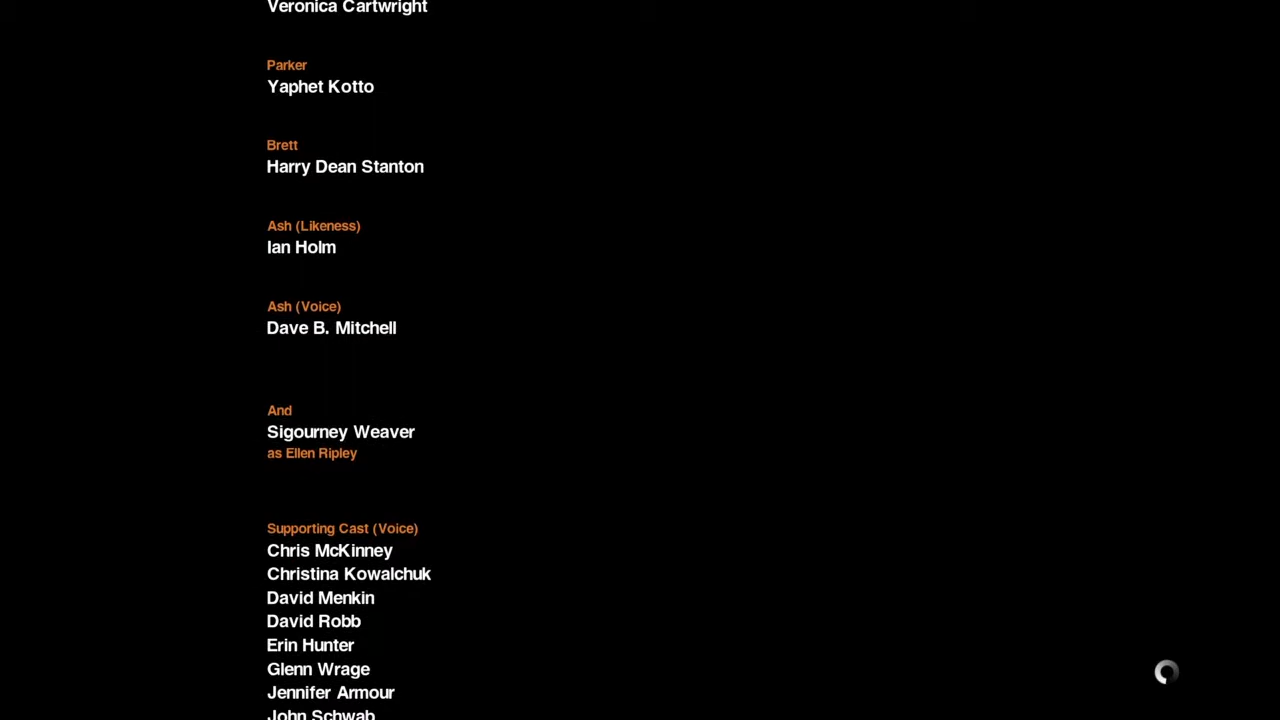 Veronica Cartwright
Parker
Yaphet Kotto
Brett
Harry Dean Stanton
Ash (Likeness)
Ian Holm
Ash (Voice)
Dave B. Mitchell
And
Sigourney Weaver
as Ellen Ripley
Supporting Cast (Voice)
Chris McKinney
Christina Kowalchuk
David Menkin
David Robb
Erin Hunter
Glenn Wrage
Jennifer Armour
John Schwab